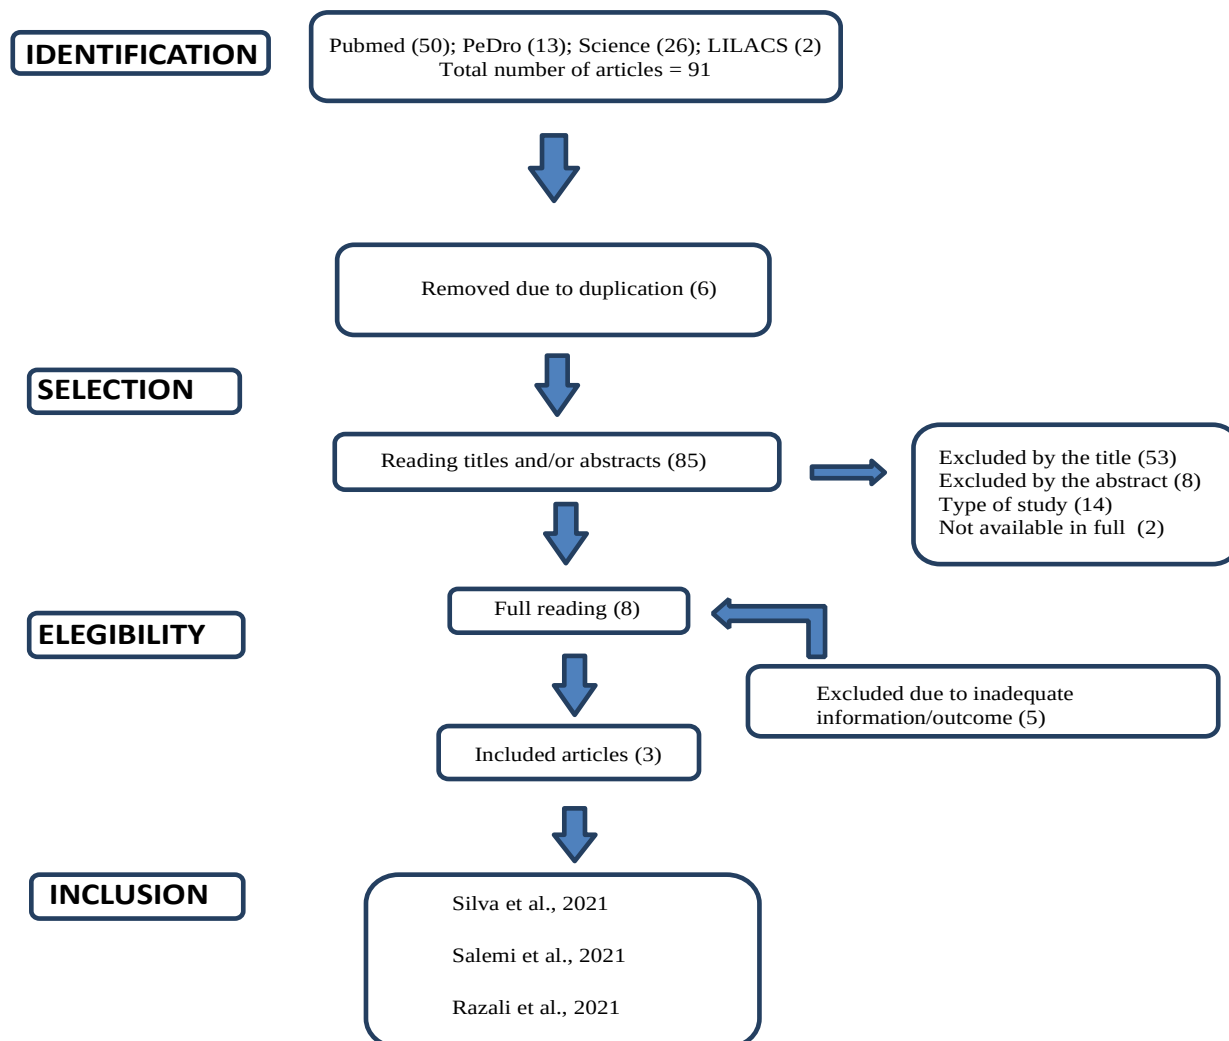 IDENTIFICATION
Pubmed (50); PeDro (13); Science (26); LILACS (2)
Total number of articles = 91
Removed due to duplication (6)
SELECTION
Reading titles and/or abstracts (85)
Excluded by the title (53)
Excluded by the abstract (8)
Type of study (14)
Not available in full (2)
ELEGIBILITY
Full reading (8)
Excluded due to inadequate
information/outcome (5)
Included articles (3)
INCLUSION
Silva et al., 2021
Salemi et al., 2021
Razali et al., 2021